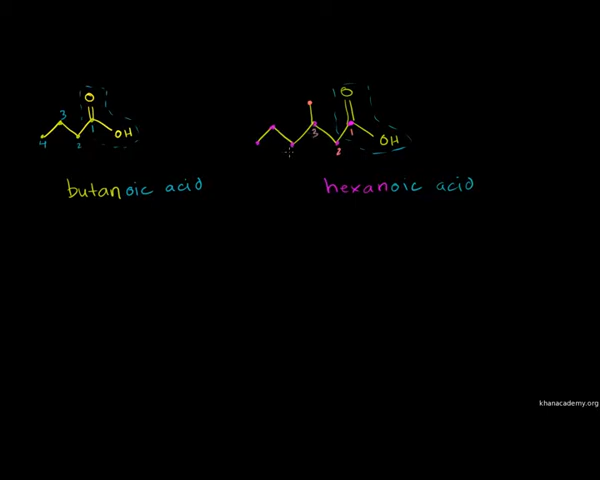 O
O
3
1
OH
3
1
OH
4
2
2
butanoic acid
hexanoic acid
khanacademy.org